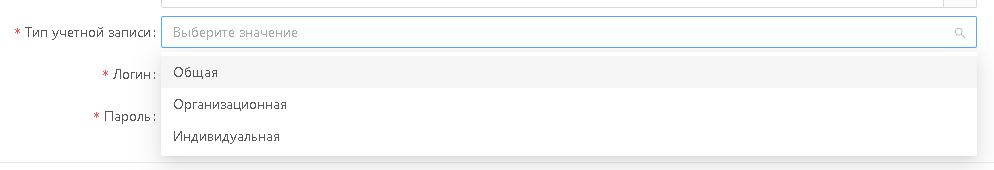 * Тип учетной записи: Выберите значение
* Логин: Общая
Организационная
* Пароль:
Индивидуальная